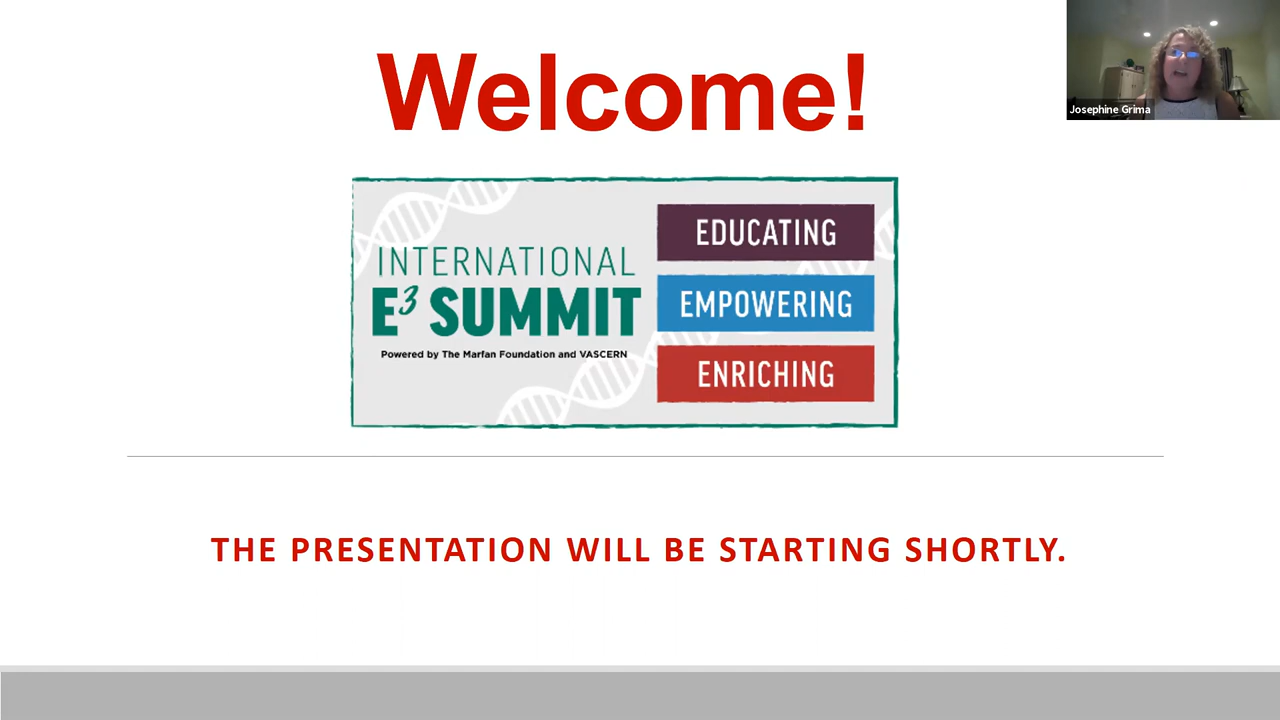 Welcome!
Josephine Grima
INTERNATIONAL
E³ SUMMIT
Powered by The Marfan Foundation and VASCERN
EDUCATING
EMPOWERING
ENRICHING
THE PRESENTATION WILL BE STARTING SHORTLY.